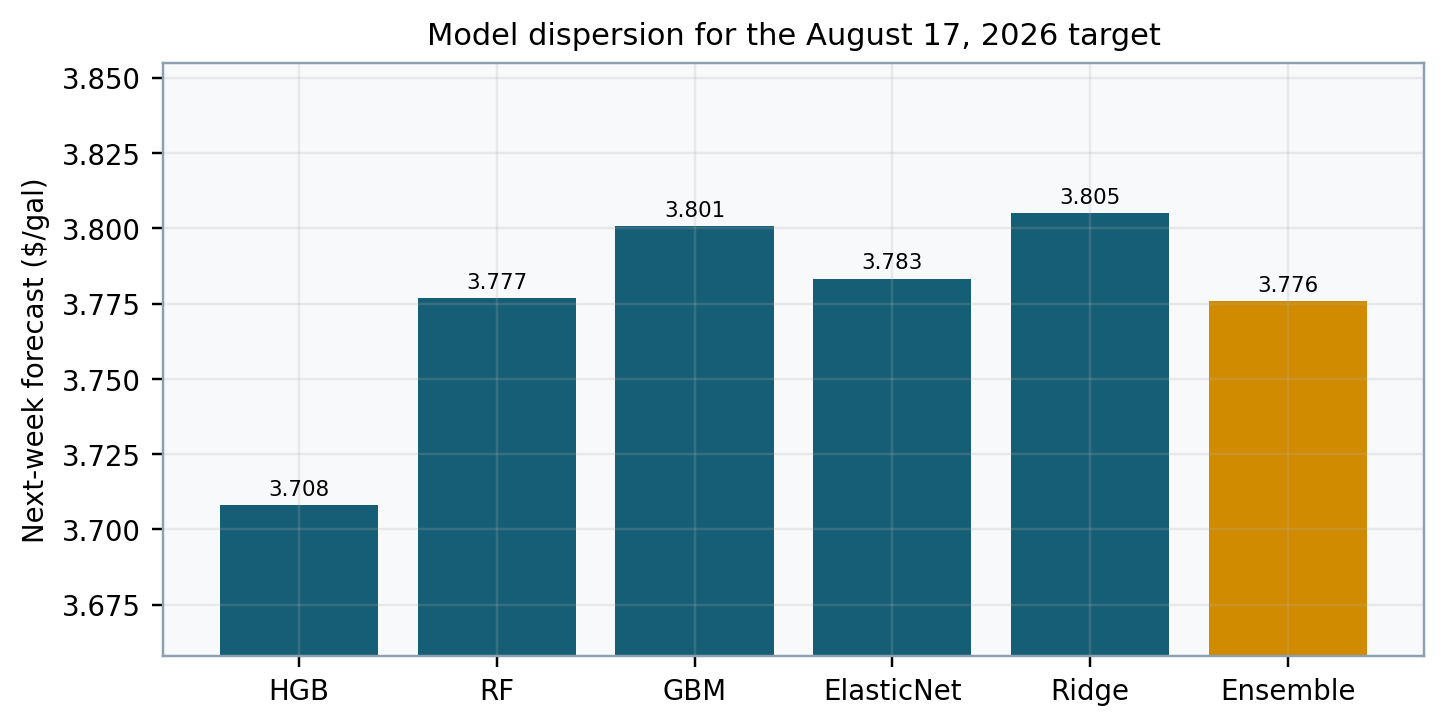 Model dispersion for the August 17, 2026 target
Next-week forecast ($/gal)
3.850
3.825
3.800
3.775
3.750
3.725
3.700
3.675
3.708
3.777
3.801
3.783
3.805
3.776
HGB
RF
GBM
ElasticNet
Ridge
Ensemble